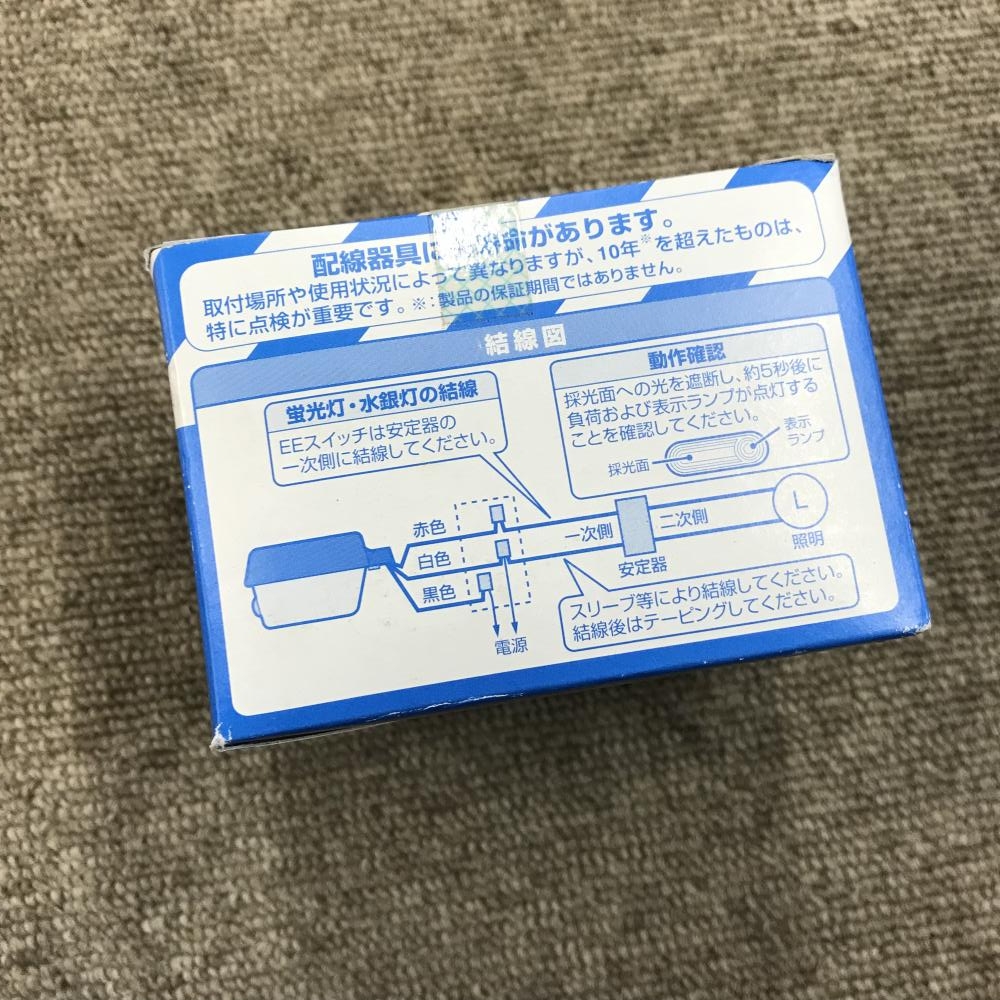 配線器具には寿命があります。
取付場所や使用状況によって異なりますが、10年※を超えたものは、
特に点検が重要です。※:製品の保証期間ではありません。
結線図
蛍光灯・水銀灯の結線
EEスイッチは安定器の
一次側に結線してください。
動作確認
採光面への光を遮断し、約5秒後に
負荷および表示ランプが点灯する
ことを確認してください。
採光面
表示
ランプ
赤色
白色
黒色
一次側
二次側
安定器
L
照明
電源
スリーブ等により結線してください。
結線後はテーピングしてください。